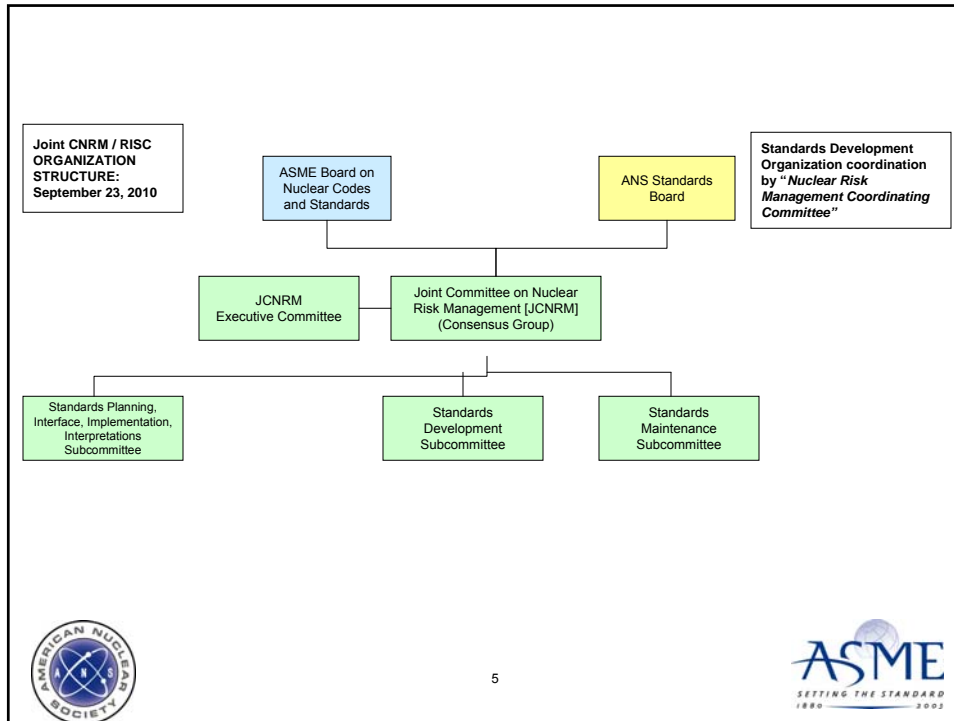 Joint CNRM / RISC
ORGANIZATION
STRUCTURE:
September 23, 2010
ASME Board on
Nuclear Codes
and Standards
ANS Standards
Board
Standards Development
Organization coordination
by “Nuclear Risk
Management Coordinating
Committee”
JCNRM
Executive Committee
Joint Committee on Nuclear
Risk Management [JCNRM]
(Consensus Group)
Standards Planning,
Interface, Implementation,
Interpretations
Subcommittee
Standards
Development
Subcommittee
Standards
Maintenance
Subcommittee
AMERICAN NUCLEAR
SOCIETY
A N S
5
ASME
SETTING THE STANDARD
1880 2005